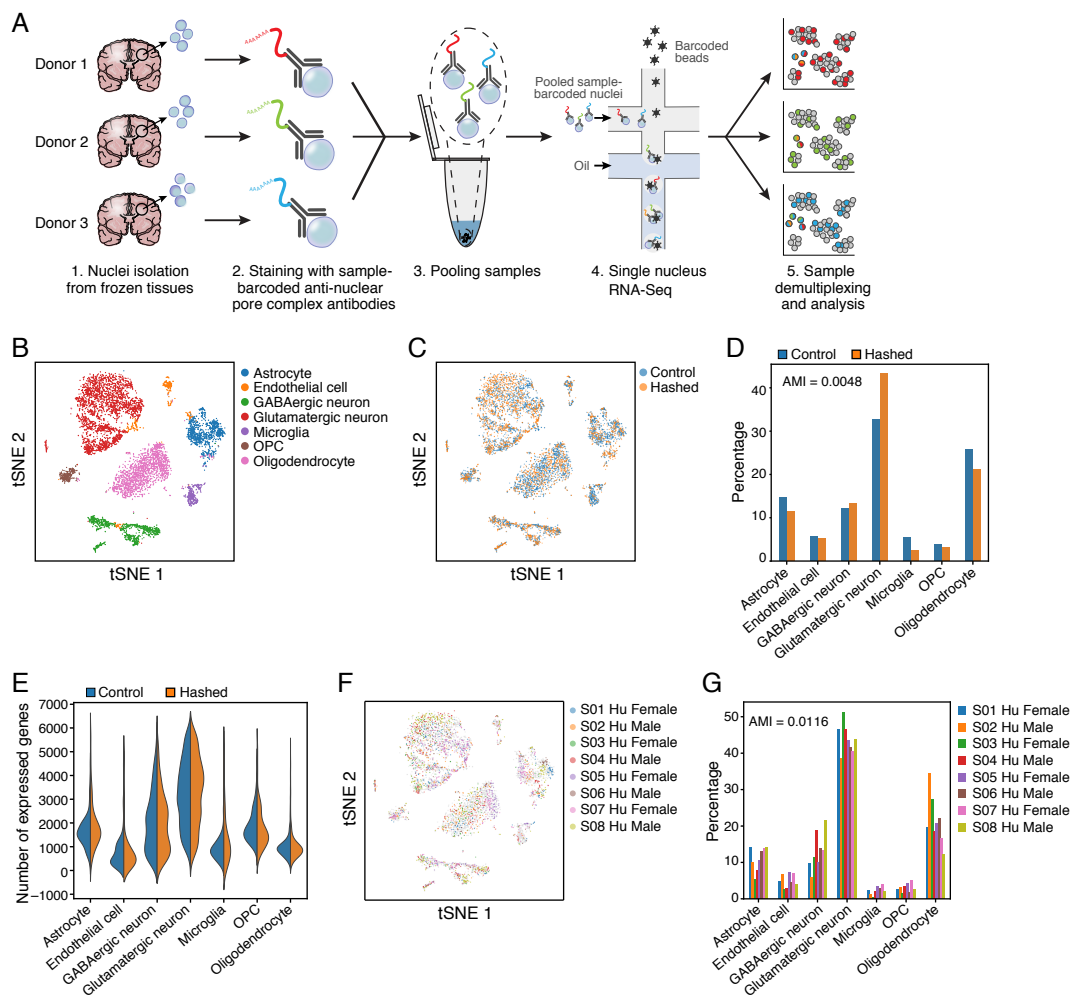 A
Donor 1
Donor 2
Donor 3
AAAAAAA
AAAAAAA
AAAAAAA
Barcoded
beads
Pooled sample-
barcoded nuclei
Oil
1. Nuclei isolation
from frozen tissues
2. Staining with sample-
barcoded anti-nuclear
pore complex antibodies
3. Pooling samples
4. Single nucleus
RNA-Seq
5. Sample
demultiplexing
and analysis
B
tSNE 2
tSNE 1
Astrocyte
Endothelial cell
GABAergic neuron
Glutamatergic neuron
Microglia
OPC
Oligodendrocyte
C
tSNE 2
tSNE 1
Control
Hashed
D
Control
Hashed
AMI = 0.0048
Percentage
40
30
20
10
0
Astrocyte
Endothelial cell
GABAergic neuron
Glutamatergic neuron
Microglia
OPC
Oligodendrocyte
E
Control
Hashed
Number of expressed genes
7000
6000
5000
4000
3000
2000
1000
0
−1000
Astrocyte
Endothelial cell
GABAergic neuron
Glutamatergic neuron
Microglia
OPC
Oligodendrocyte
F
tSNE 2
tSNE 1
S01 Hu Female
S02 Hu Male
S03 Hu Female
S04 Hu Male
S05 Hu Female
S06 Hu Male
S07 Hu Female
S08 Hu Male
G
AMI = 0.0116
Percentage
50
40
30
20
10
0
Astrocyte
Endothelial cell
GABAergic neuron
Glutamatergic neuron
Microglia
OPC
Oligodendrocyte
S01 Hu Female
S02 Hu Male
S03 Hu Female
S04 Hu Male
S05 Hu Female
S06 Hu Male
S07 Hu Female
S08 Hu Male